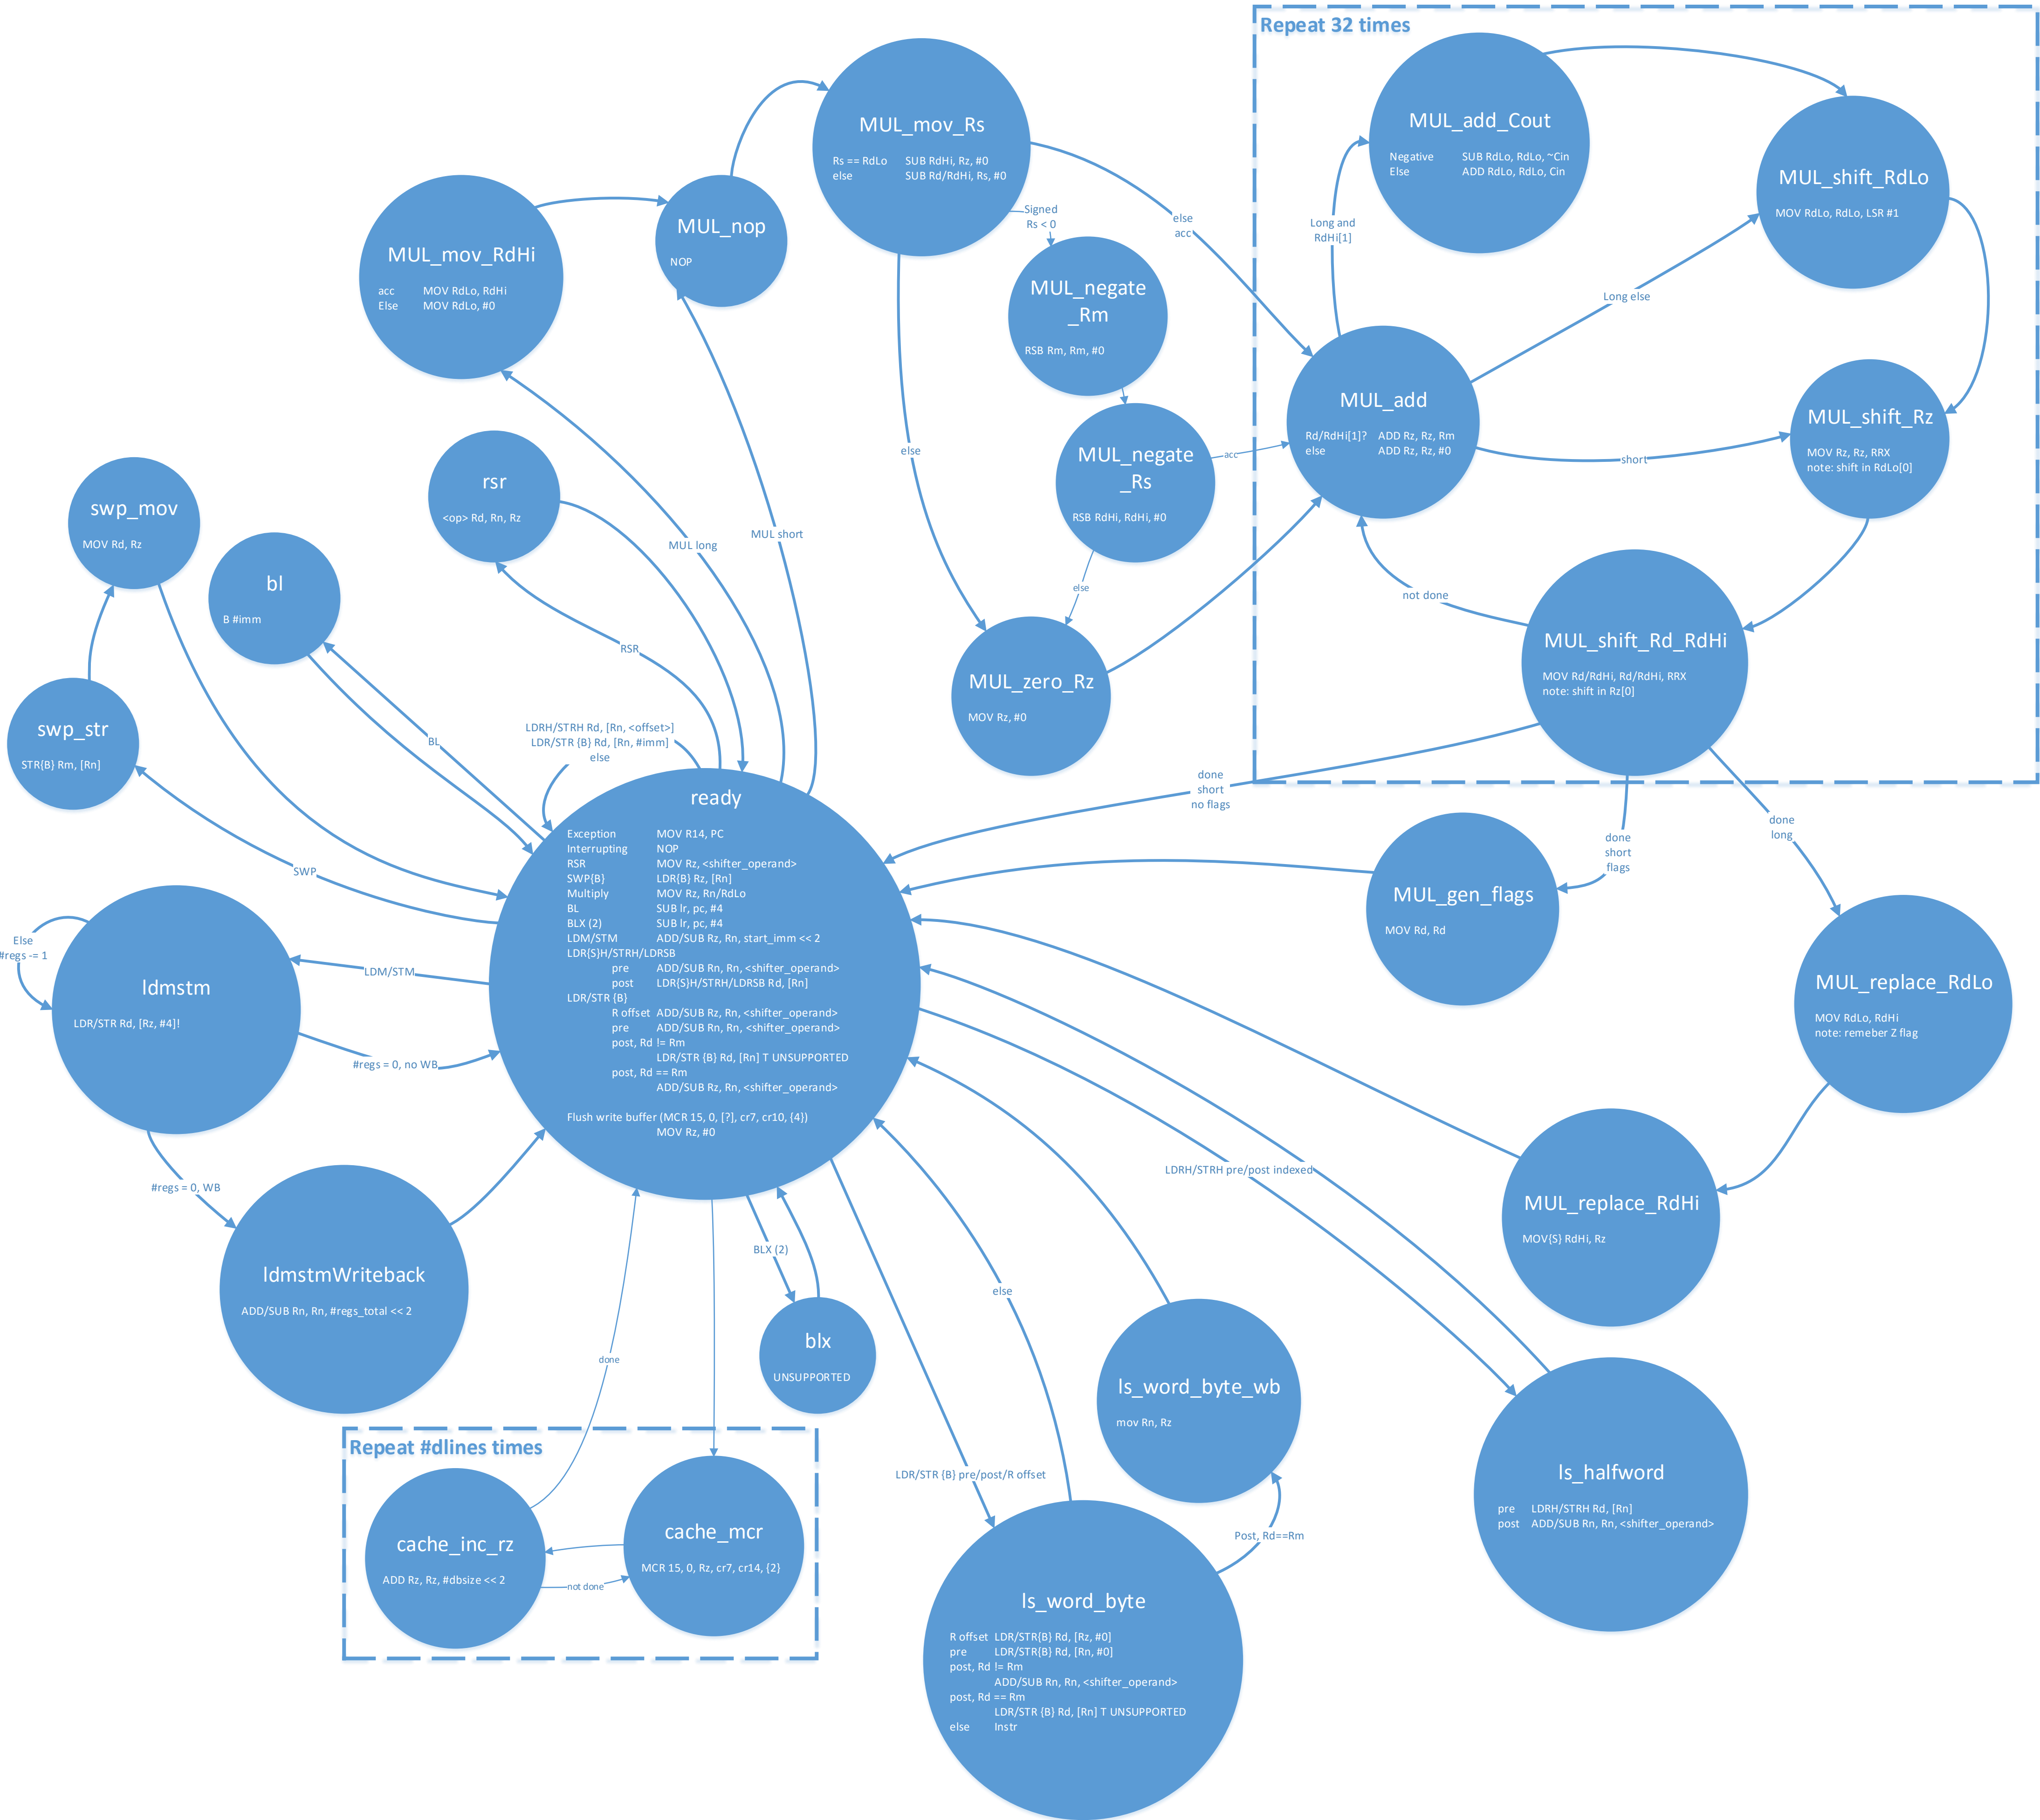 Repeat 32 times
MUL_add_Cout
Negative SUB RdLo, RdLo, ~Cin
Else ADD RdLo, RdLo, Cin
MUL_shift_RdLo
MOV RdLo, RdLo, LSR #1
MUL_mov_Rs
Rs == RdLo SUB RdHi, Rz, #0
else SUB Rd/RdHi, Rs, #0
MUL_nop
NOP
MUL_mov_RdHi
acc MOV RdLo, RdHi
Else MOV RdLo, #0
Signed
Rs < 0
else
acc
Long and
RdHi[1]
Long else
MUL_negate
_Rm
RSB Rm, Rm, #0
MUL_add
Rd/RdHi[1]? ADD Rz, Rz, Rm
else ADD Rz, Rz, #0
MUL_shift_Rz
MOV Rz, Rz, RRX
note: shift in RdLo[0]
short
MUL_negate
_Rs
RSB RdHi, RdHi, #0
acc
else
else
rsr
<op> Rd, Rn, Rz
swp_mov
MOV Rd, Rz
bl
B #imm
MUL long
MUL short
RSR
not done
MUL_shift_Rd_RdHi
MOV Rd/RdHi, Rd/RdHi, RRX
note: shift in Rz[0]
MUL_zero_Rz
MOV Rz, #0
swp_str
STR{B} Rm, [Rn]
BL
LDRH/STRH Rd, [Rn, <offset>]
LDR/STR {B} Rd, [Rn, #imm]
else
done
short
no flags
done
short
flags
done
long
ready
Exception MOV R14, PC
Interrupting NOP
RSR MOV Rz, <shifter_operand>
SWP{B} LDR{B} Rz, [Rn]
Multiply MOV Rz, Rn/RdLo
BL SUB lr, pc, #4
BLX (2) SUB lr, pc, #4
LDM/STM ADD/SUB Rz, Rn, start_imm << 2
LDR{S}H/STRH/LDRSB
pre ADD/SUB Rn, Rn, <shifter_operand>
post LDR{S}H/STRH/LDRSB Rd, [Rn]
LDR/STR {B}
R offset ADD/SUB Rz, Rn, <shifter_operand>
pre ADD/SUB Rn, Rn, <shifter_operand>
post, Rd != Rm
LDR/STR {B} Rd, [Rn] T UNSUPPORTED
post, Rd == Rm
ADD/SUB Rz, Rn, <shifter_operand>
Flush write buffer (MCR 15, 0, [?], cr7, cr10, {4})
MOV Rz, #0
SWP
MUL_gen_flags
MOV Rd, Rd
MUL_replace_RdLo
MOV RdLo, RdHi
note: remeber Z flag
Else
#regs -= 1
ldmstm
LDR/STR Rd, [Rz, #4]!
LDM/STM
#regs = 0, no WB
#regs = 0, WB
LDRH/STRH pre/post indexed
MUL_replace_RdHi
MOV{S} RdHi, Rz
ldmstmWriteback
ADD/SUB Rn, Rn, #regs_total << 2
BLX (2)
else
done
blx
UNSUPPORTED
ls_word_byte_wb
mov Rn, Rz
LDR/STR {B} pre/post/R offset
ls_halfword
pre LDRH/STRH Rd, [Rn]
post ADD/SUB Rn, Rn, <shifter_operand>
Repeat #dlines times
cache_inc_rz
ADD Rz, Rz, #dbsize << 2
cache_mcr
MCR 15, 0, Rz, cr7, cr14, {2}
not done
Post, Rd==Rm
ls_word_byte
R offset LDR/STR{B} Rd, [Rz, #0]
pre LDR/STR{B} Rd, [Rn, #0]
post, Rd != Rm
ADD/SUB Rn, Rn, <shifter_operand>
post, Rd == Rm
LDR/STR {B} Rd, [Rn] T UNSUPPORTED
else Instr